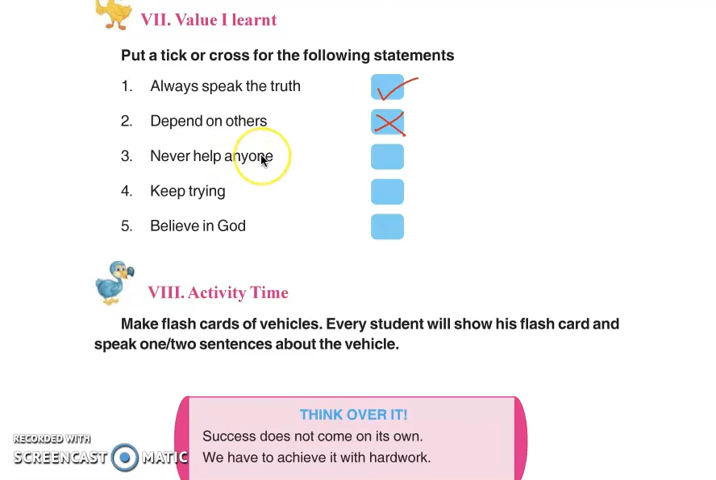 VII. Value I learnt
Put a tick or cross for the following statements
1. Always speak the truth
2. Depend on others
3. Never help anyone
4. Keep trying
5. Believe in God
VIII. Activity Time
Make flash cards of vehicles. Every student will show his flash card and
speak one/two sentences about the vehicle.
THINK OVER IT!
Success does not come on its own.
We have to achieve it with hardwork.
RECORDED WITH
SCREENCAST MATIC